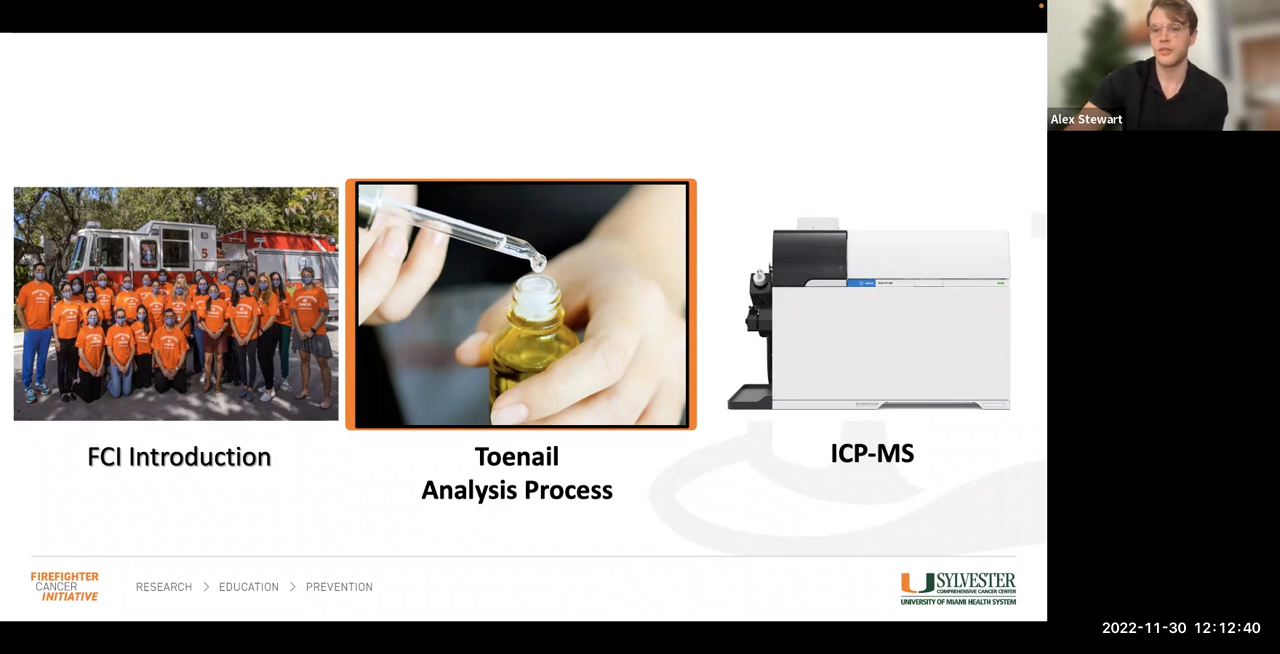 Alex Stewart
5
FCI Introduction
Toenail
Analysis Process
ICP-MS
FIREFIGHTER
CANCER
INITIATIVE
RESEARCH > EDUCATION > PREVENTION
U SYLVESTER
COMPREHENSIVE CANCER CENTER
UNIVERSITY OF MIAMI HEALTH SYSTEM
2022-11-30 12:12:40